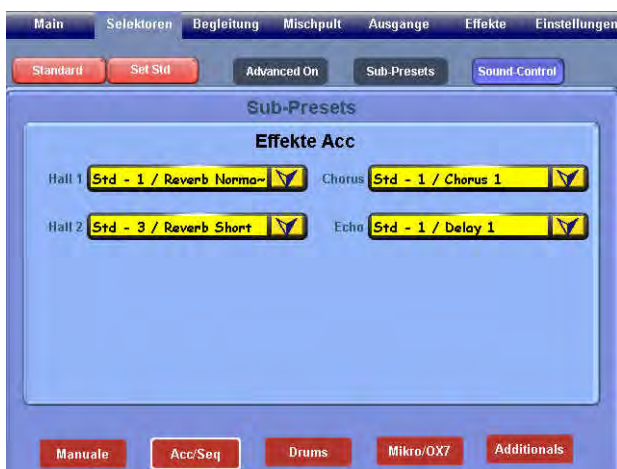 Main Selektoren Begleitung Mischpult Ausgange Effekte Einstellungen
Standard Set Std Advanced On Sub-Presets Sound-Control
Sub-Presets
Effekte Acc
Hall 1 Std - 1 / Reverb Norma~ Chorus Std - 1 / Chorus 1
Hall 2 Std - 3 / Reverb Short Echo Std - 1 / Delay 1
Manuale Acc/Seq Drums Mikro/OX7 Additionals